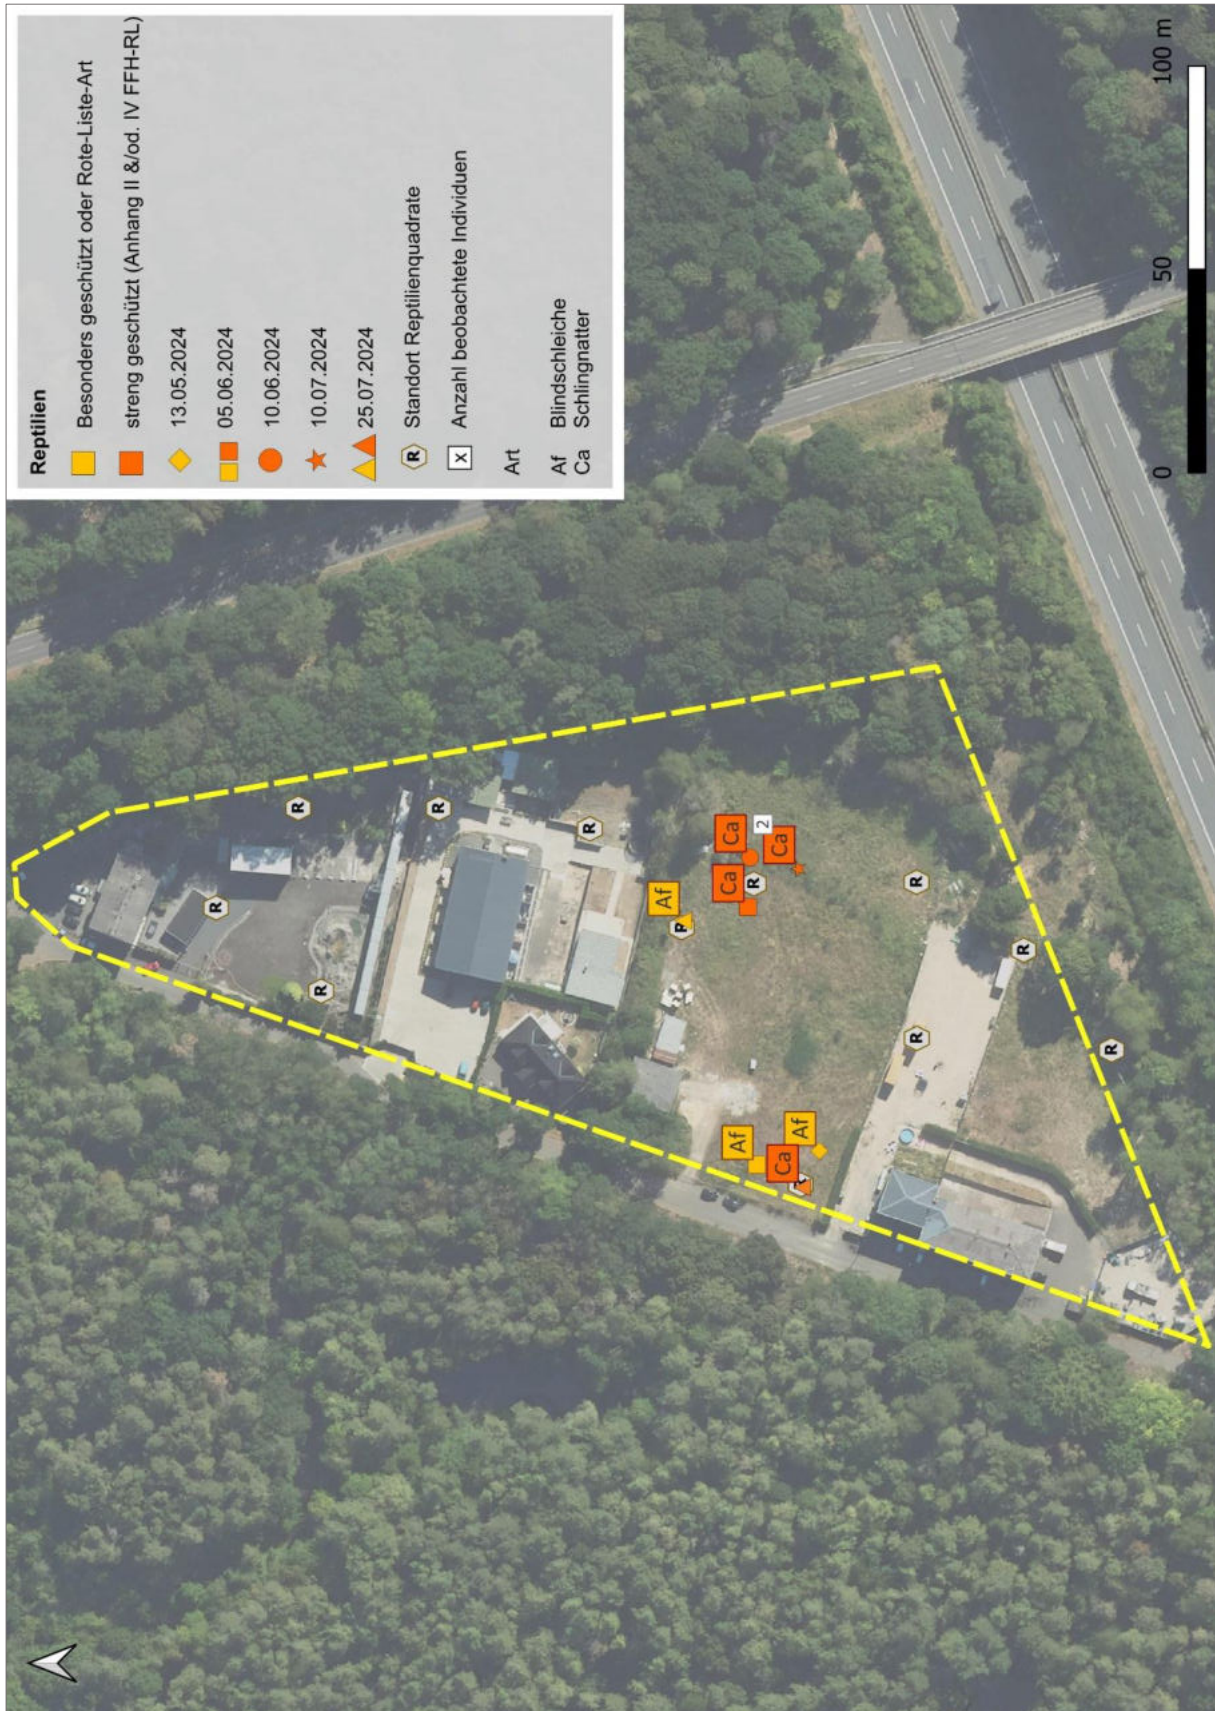 Reptilien
Besonders geschützt oder Rote-Liste-Art
streng geschützt (Anhang II &/od. IV FFH-RL)
13.05.2024
05.06.2024
10.06.2024
10.07.2024
25.07.2024
R Standort Reptilienquadrate
x Anzahl beobachtete Individuen
Art
Af Blindschleiche
Ca Schlingnatter
R
R
R
R
R
Af
R
Ca
Ca
2
Ca
R
Af
Ca
Af
R
R
R
R
0 50 100 m